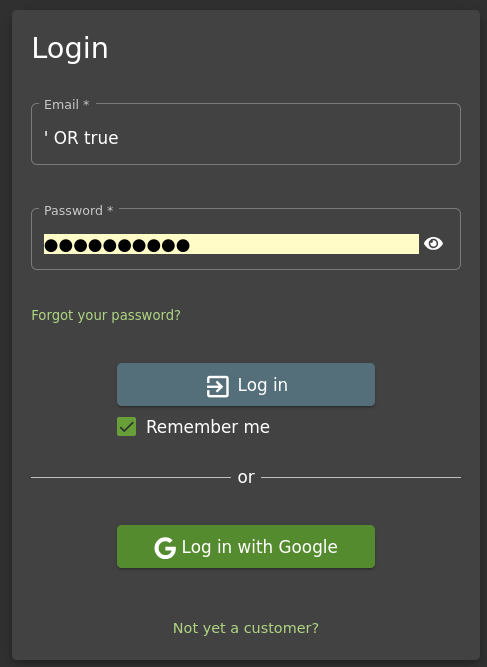 Login
Email *
' OR true
Password *
●●●●●●●●●●
Forgot your password?
Log in
Remember me
or
Log in with Google
Not yet a customer?